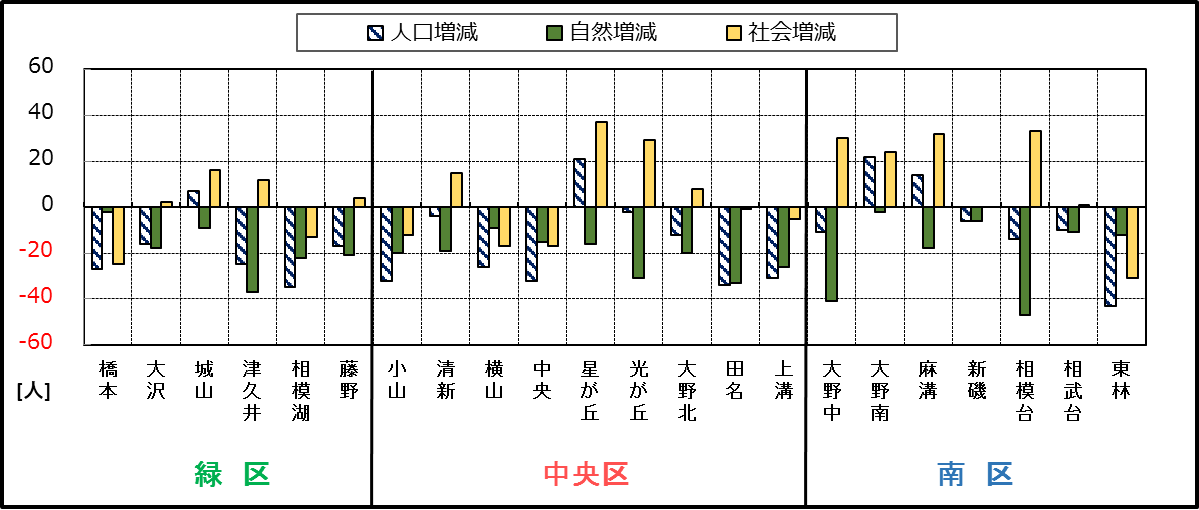 人口増減 自然増減 社会増減
60
40
20
0
-20
-40
-60
[人]
橋本 大沢 城山 津久井 相模湖 藤野 小山 清新 横山 中央 星が丘 光が丘 大野北 田名 上溝 大野中 大野南 麻溝 新磯 相模台 相武台 東林
緑 区 中央区 南 区